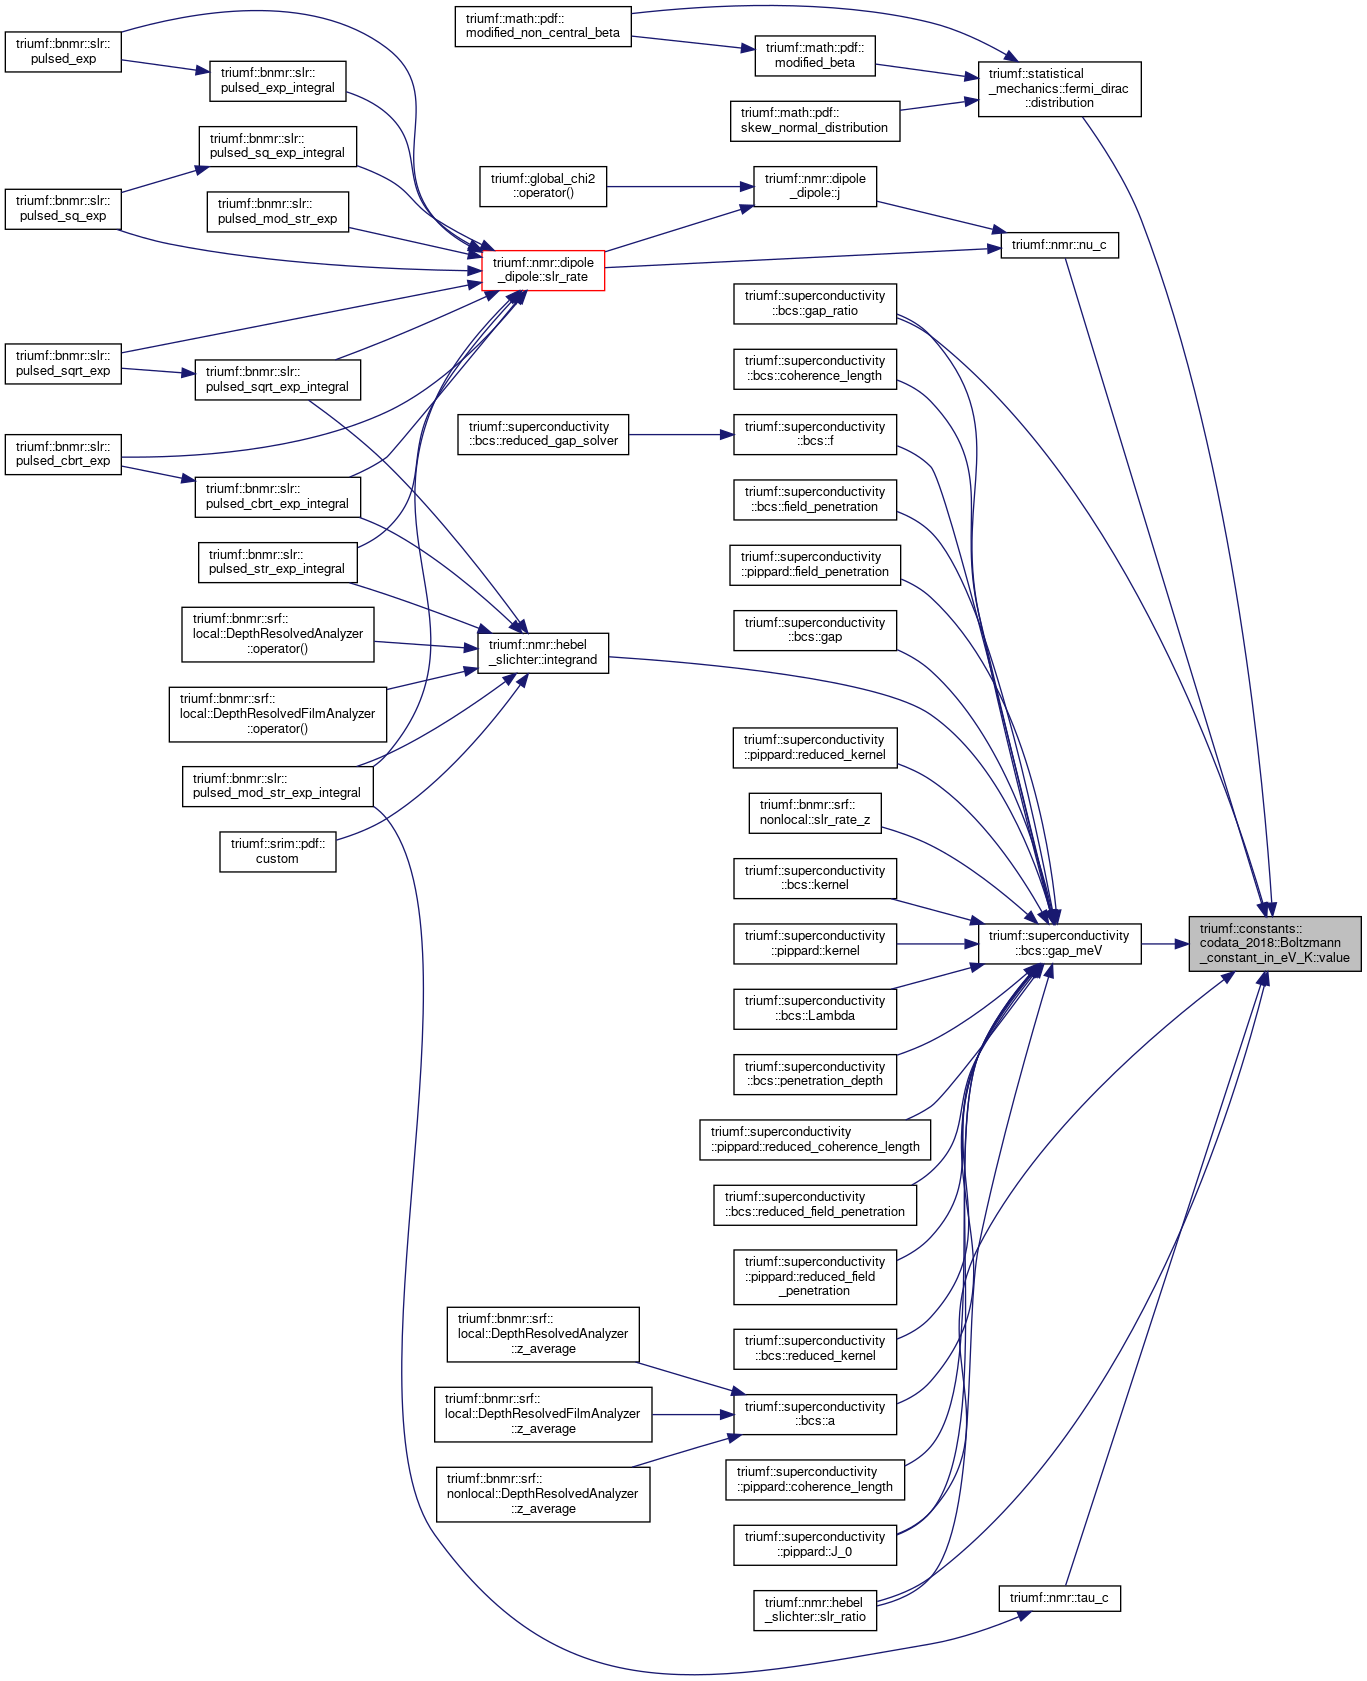 triumf::bnmr::slr::
pulsed_exp
triumf::bnmr::slr::
pulsed_exp_integral
triumf::bnmr::slr::
pulsed_sq_exp_integral
triumf::bnmr::slr::
pulsed_sq_exp
triumf::bnmr::slr::
pulsed_mod_str_exp
triumf::bnmr::slr::
pulsed_sqrt_exp
triumf::bnmr::slr::
pulsed_sqrt_exp_integral
triumf::bnmr::slr::
pulsed_cbrt_exp
triumf::bnmr::slr::
pulsed_cbrt_exp_integral
triumf::bnmr::slr::
pulsed_str_exp_integral
triumf::bnmr::srf::
local::DepthResolvedAnalyzer
::operator()
triumf::bnmr::srf::
local::DepthResolvedFilmAnalyzer
::operator()
triumf::bnmr::slr::
pulsed_mod_str_exp_integral
triumf::srim::pdf::
custom
triumf::math::pdf::
modified_non_central_beta
triumf::math::pdf::
modified_beta
triumf::math::pdf::
skew_normal_distribution
triumf::statistical
_mechanics::fermi_dirac
::distribution
triumf::global_chi2
::operator()
triumf::nmr::dipole
_dipole::j
triumf::nmr::nu_c
triumf::nmr::dipole
_dipole::slr_rate
triumf::superconductivity
::bcs::gap_ratio
triumf::superconductivity
::bcs::coherence_length
triumf::superconductivity
::bcs::reduced_gap_solver
triumf::superconductivity
::bcs::f
triumf::superconductivity
::bcs::field_penetration
triumf::superconductivity
::pippard::field_penetration
triumf::superconductivity
::bcs::gap
triumf::nmr::hebel
_slichter::integrand
triumf::superconductivity
::pippard::reduced_kernel
triumf::bnmr::srf::
nonlocal::slr_rate_z
triumf::superconductivity
::bcs::kernel
triumf::superconductivity
::pippard::kernel
triumf::superconductivity
::bcs::gap_meV
triumf::constants::
codata_2018::Boltzmann
_constant_in_eV_K::value
triumf::superconductivity
::bcs::Lambda
triumf::superconductivity
::bcs::penetration_depth
triumf::superconductivity
::pippard::reduced_coherence_length
triumf::superconductivity
::bcs::reduced_field_penetration
triumf::superconductivity
::pippard::reduced_field
_penetration
triumf::superconductivity
::bcs::reduced_kernel
triumf::bnmr::srf::
local::DepthResolvedAnalyzer
::z_average
triumf::bnmr::srf::
local::DepthResolvedFilmAnalyzer
::z_average
triumf::bnmr::srf::
nonlocal::DepthResolvedAnalyzer
::z_average
triumf::superconductivity
::bcs::a
triumf::superconductivity
::pippard::coherence_length
triumf::superconductivity
::pippard::J_0
triumf::nmr::hebel
_slichter::slr_ratio
triumf::nmr::tau_c